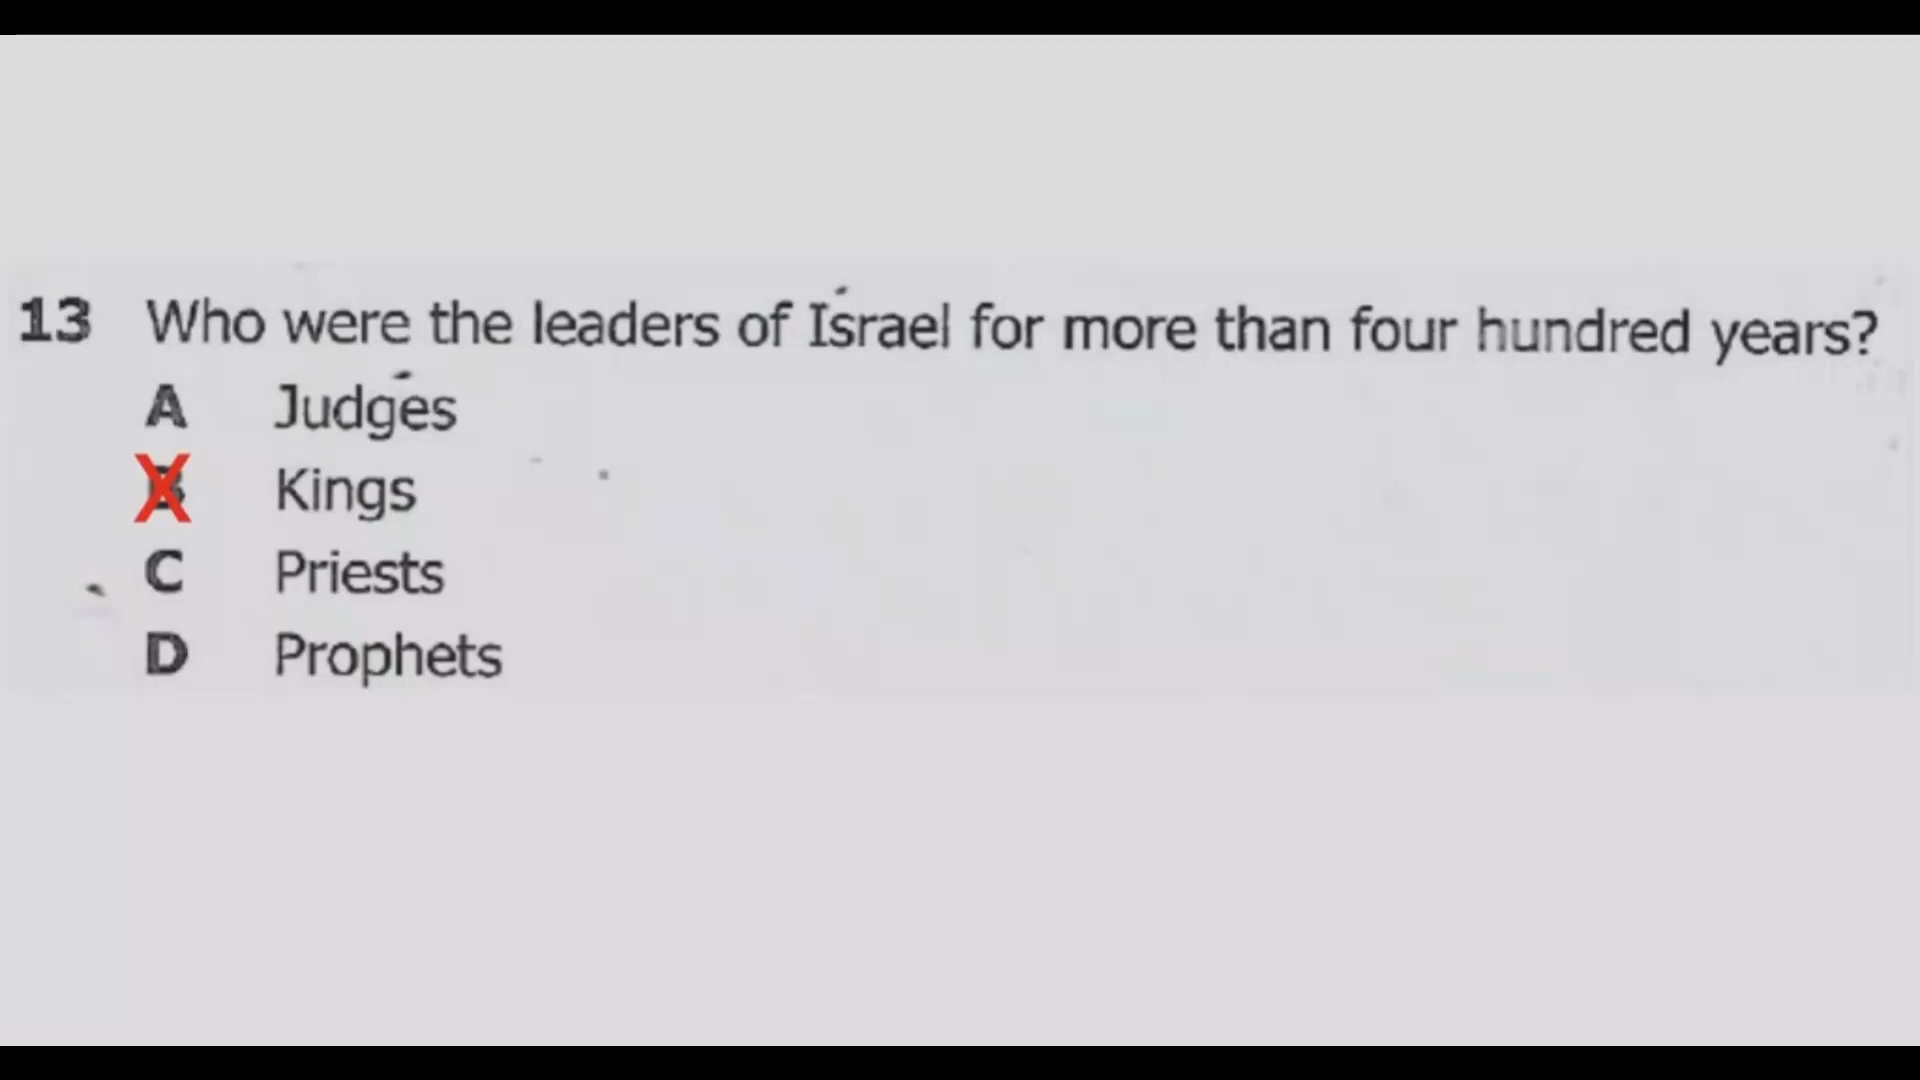 13 Who were the leaders of Israel for more than four hundred years?
A Judges
X Kings
C Priests
D Prophets